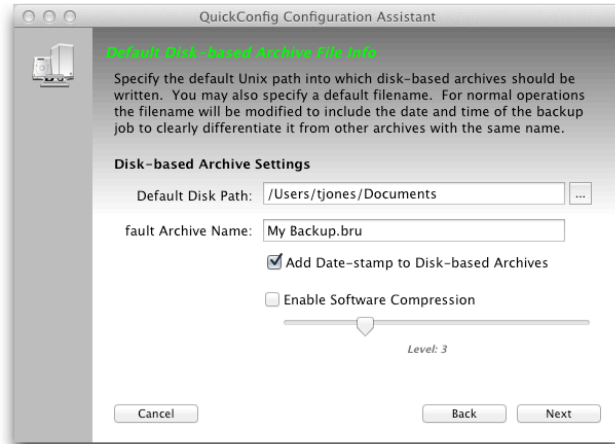 QuickConfig Configuration Assistant
Default Disk-based Archive File Info
Specify the default Unix path into which disk-based archives should be
written. You may also specify a default filename. For normal operations
the filename will be modified to include the date and time of the backup
job to clearly differentiate it from other archives with the same name.
Disk-based Archive Settings
Default Disk Path: /Users/tjones/Documents ...
fault Archive Name: My Backup.bru
Add Date-stamp to Disk-based Archives
Enable Software Compression
Level: 3
Cancel Back Next